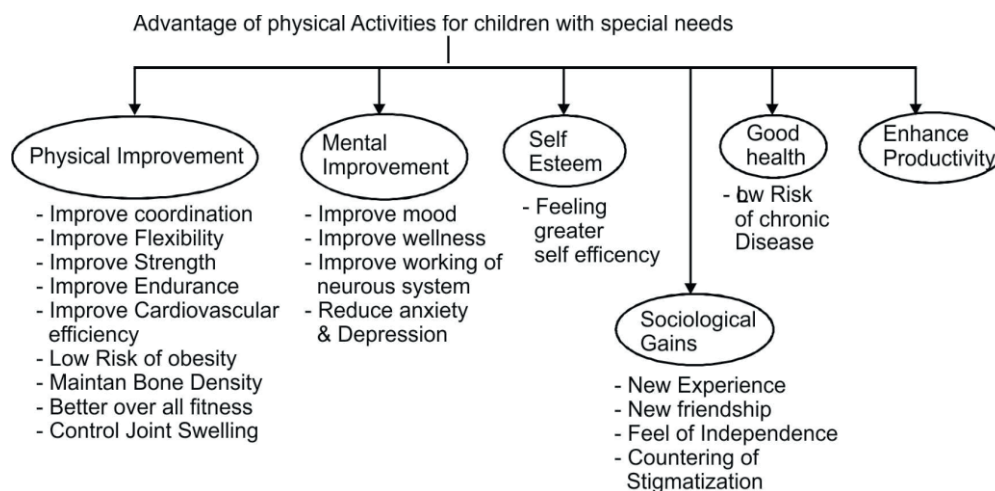 Advantage of physical Activities for children with special needs
Physical Improvement
- Improve coordination
- Improve Flexibility
- Improve Strength
- Improve Endurance
- Improve Cardiovascular
efficiency
- Low Risk of obesity
- Maintan Bone Density
- Better over all fitness
- Control Joint Swelling
Mental
Improvement
- Improve mood
- Improve wellness
- Improve working of
neurous system
- Reduce anxiety
& Depression
Self
Esteem
- Feeling
greater
self efficency
Sociological
Gains
- New Experience
- New friendship
- Feel of Independence
- Countering of
Stigmatization
Good
health
- Low Risk
of chronic
Disease
Enhance
Productivity